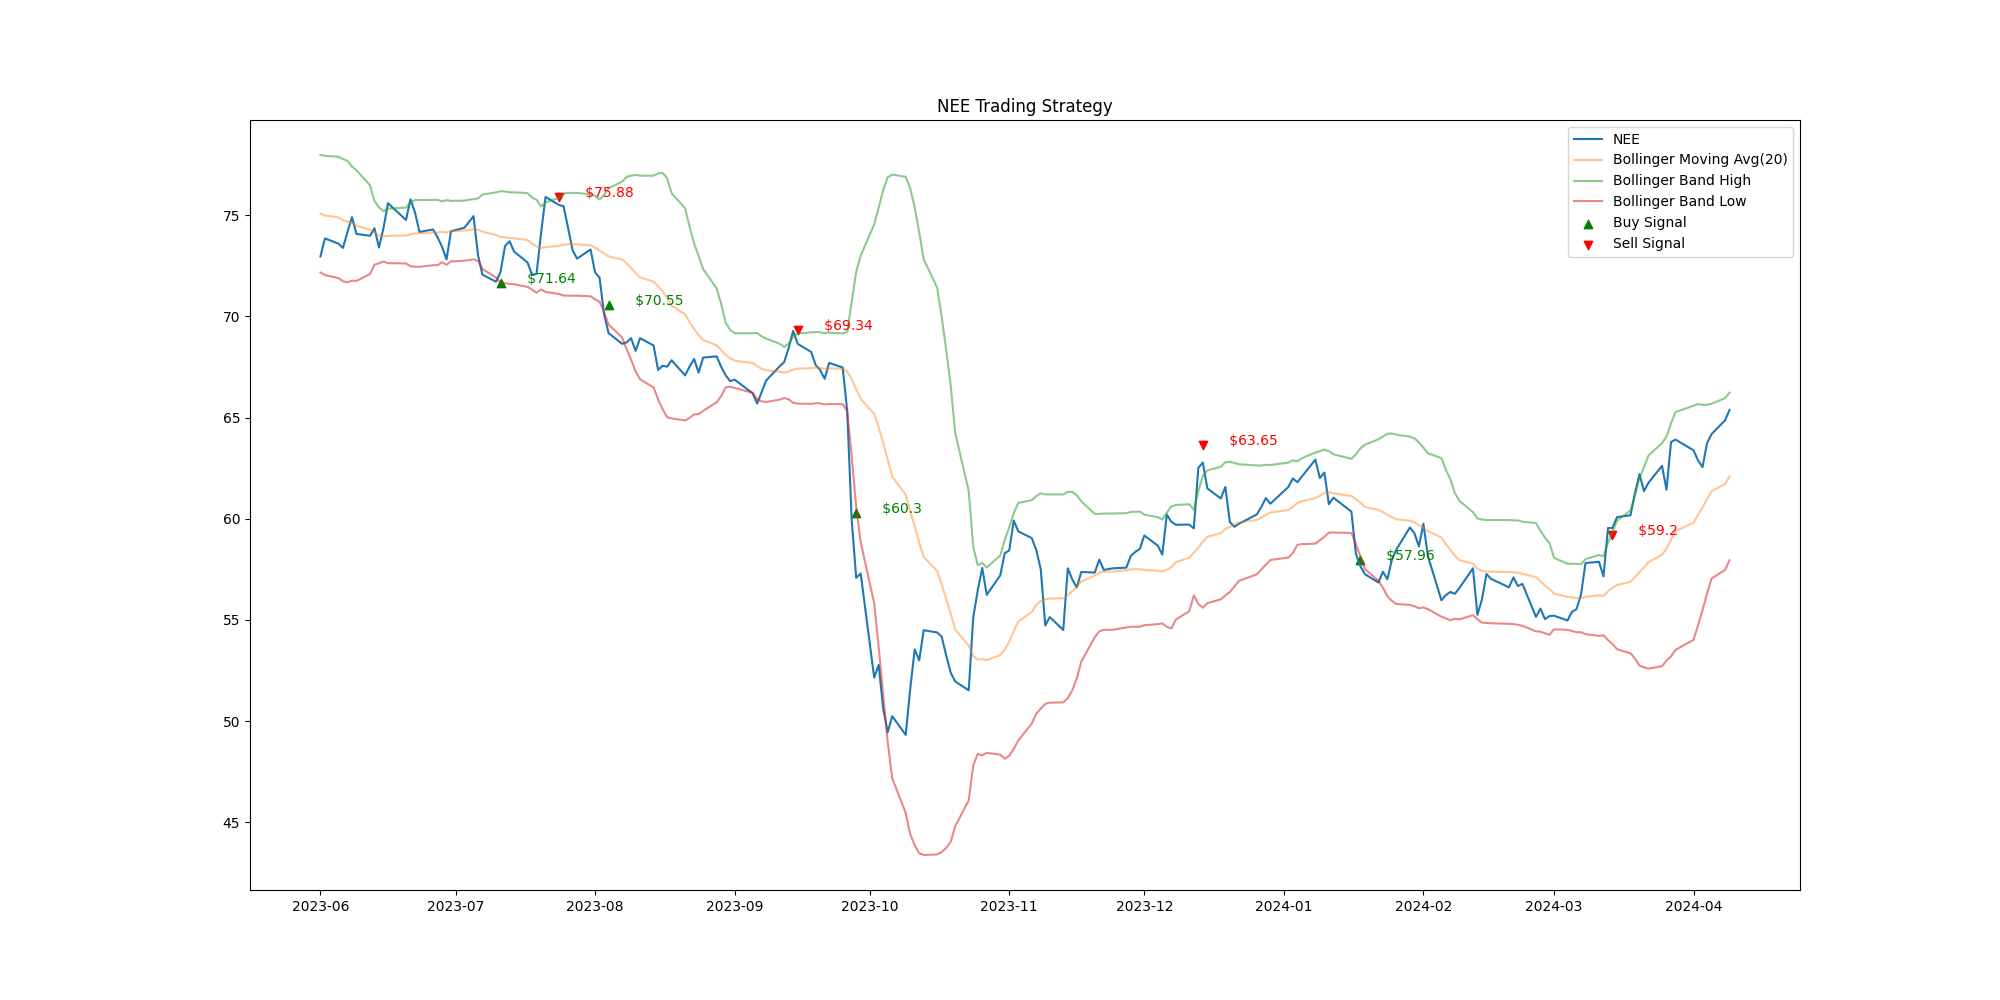 NEE Trading Strategy
NEE
Bollinger Moving Avg(20)
Bollinger Band High
Bollinger Band Low
Buy Signal
Sell Signal
75
70
65
60
55
50
45
$75.88
$71.64
$70.55
$69.34
$60.3
$63.65
$57.96
$59.2
2023-06 2023-07 2023-08 2023-09 2023-10 2023-11 2023-12 2024-01 2024-02 2024-03 2024-04